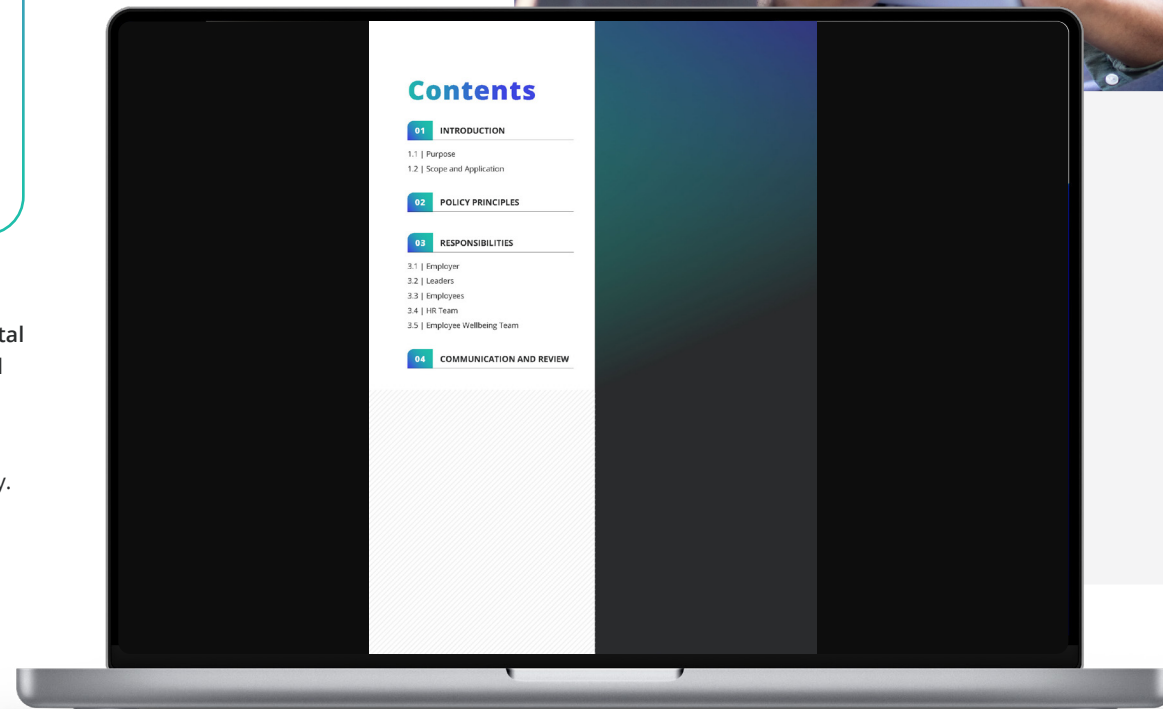 Contents
01 INTRODUCTION
1.1 | Purpose
1.2 | Scope and Application
02 POLICY PRINCIPLES
03 RESPONSIBILITIES
3.1 | Employer
3.2 | Leaders
3.3 | Employees
3.4 | HR Team
3.5 | Employee Wellbeing Team
04 COMMUNICATION AND REVIEW